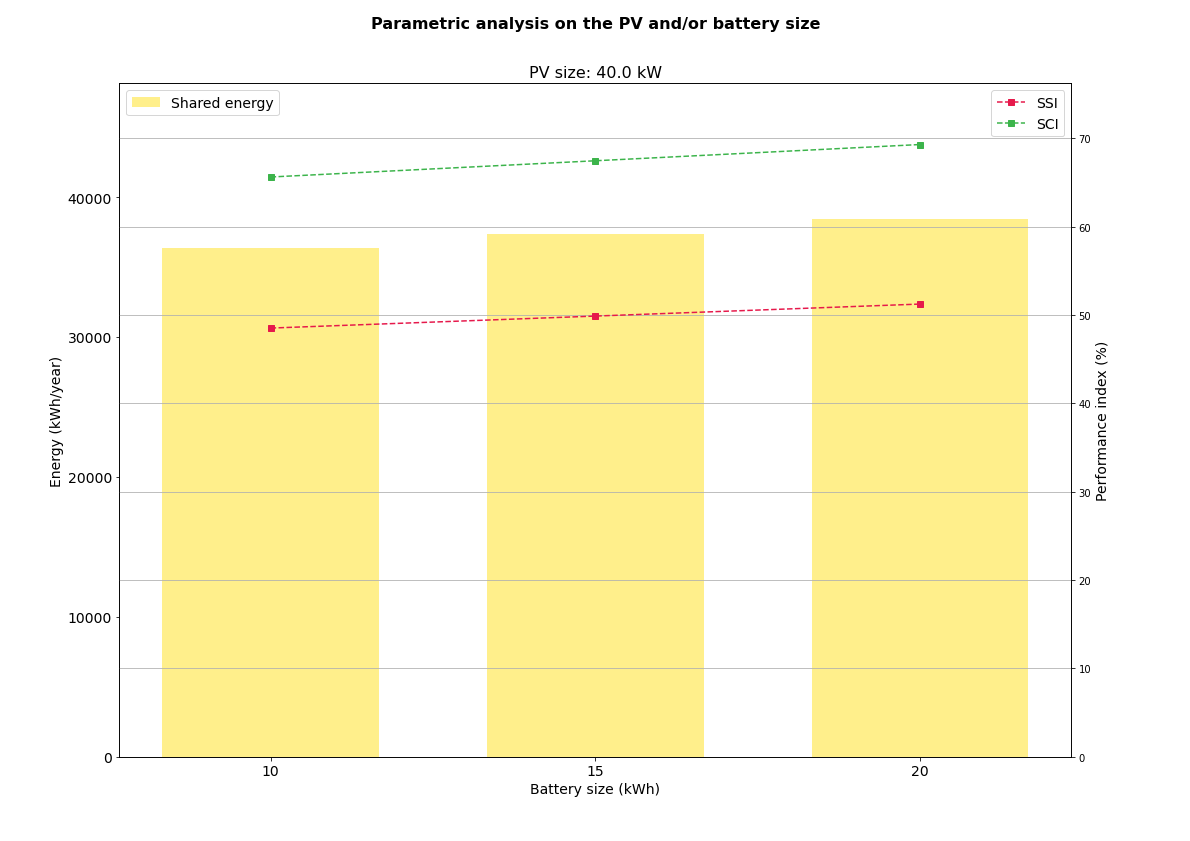 Parametric analysis on the PV and/or battery size
PV size: 40.0 kW
Shared energy
SSI
SCI
40000
30000
20000
10000
0
Energy (kWh/year)
70
60
50
40
30
20
10
0
Performance index (%)
10
15
20
Battery size (kWh)